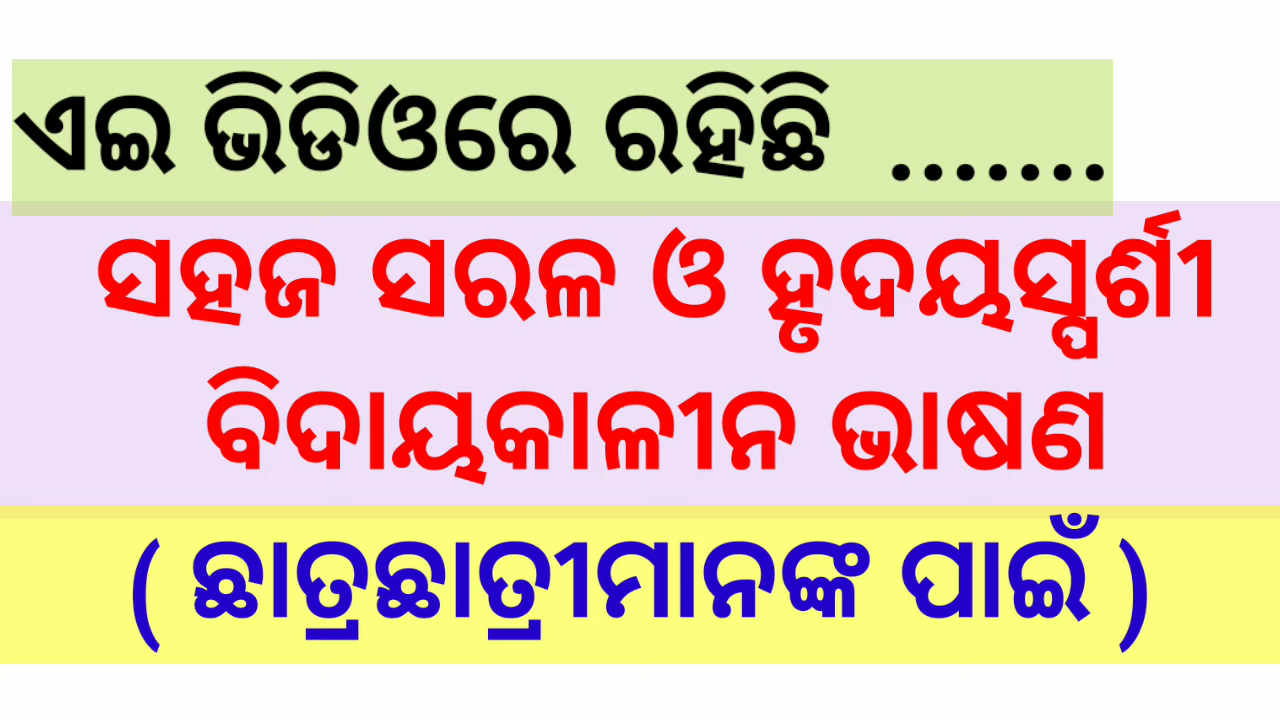 ଏଇ ଭିଡିଓରେ ରହିଛି .......
ସହଜ ସରଳ ଓ ହୃଦୟସ୍ପର୍ଶୀ
ବିଦାୟକାଳୀନ ଭାଷଣ
( ଛାତ୍ରଛାତ୍ରୀମାନଙ୍କ ପାଇଁ )